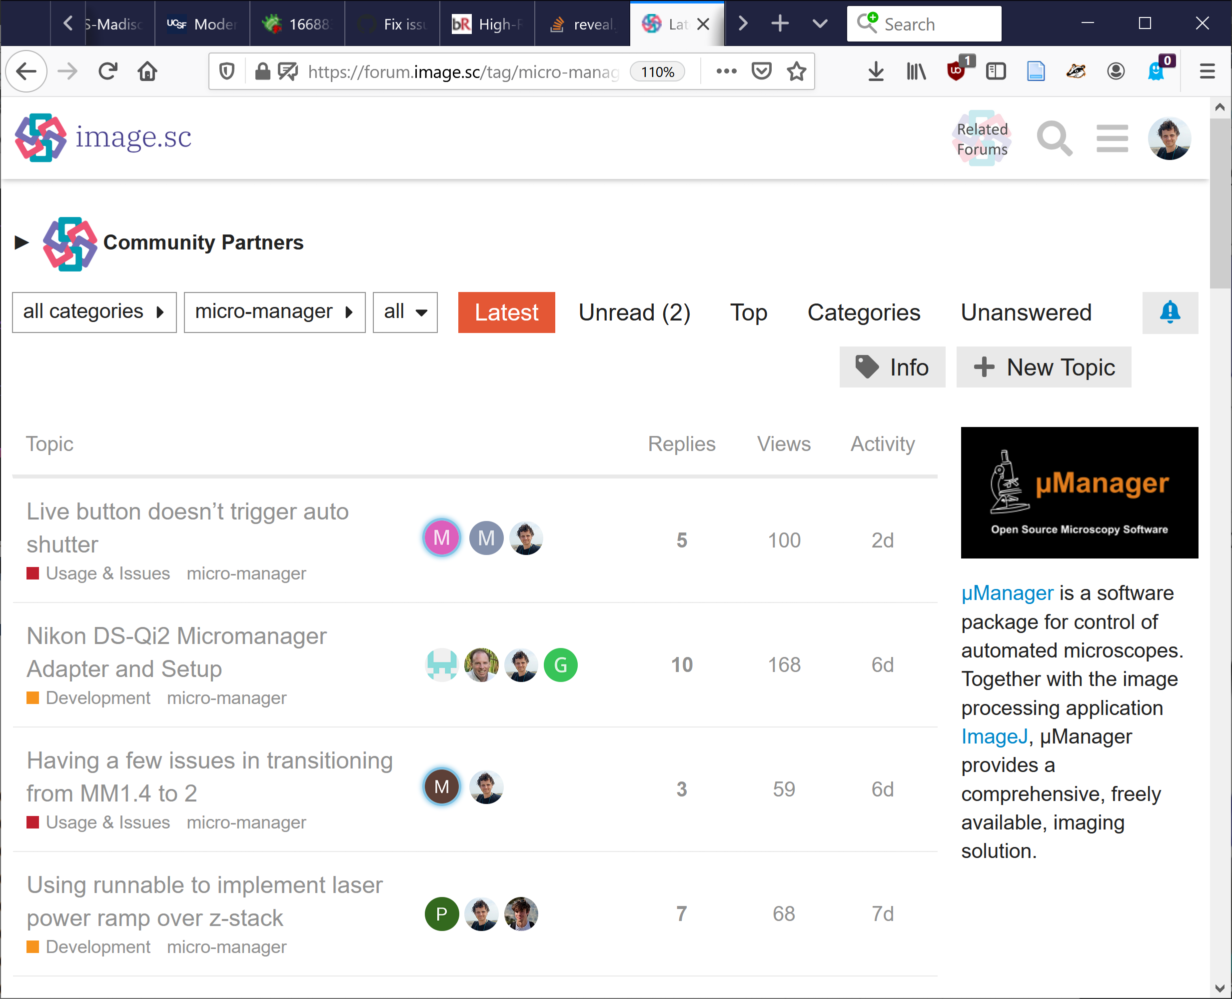 S-Madis
UCSF Moder
16688
Fix issu
bR High-F
reveal.
Lat
Search
https://forum.image.sc/tag/micro-manag
110%
1
0
image.sc
Related
Forums
Community Partners
all categories
micro-manager
all
Latest
Unread (2)
Top
Categories
Unanswered
Info
New Topic
Topic
Replies
Views
Activity
Live button doesn’t trigger auto
shutter
Usage & Issues micro-manager
M
M
5
100
2d
Nikon DS-Qi2 Micromanager
Adapter and Setup
Development micro-manager
G
10
168
6d
Having a few issues in transitioning
from MM1.4 to 2
Usage & Issues micro-manager
M
3
59
6d
Using runnable to implement laser
power ramp over z-stack
Development micro-manager
P
7
68
7d
µManager
Open Source Microscopy Software
µManager is a software
package for control of
automated microscopes.
Together with the image
processing application
ImageJ, µManager
provides a
comprehensive, freely
available, imaging
solution.